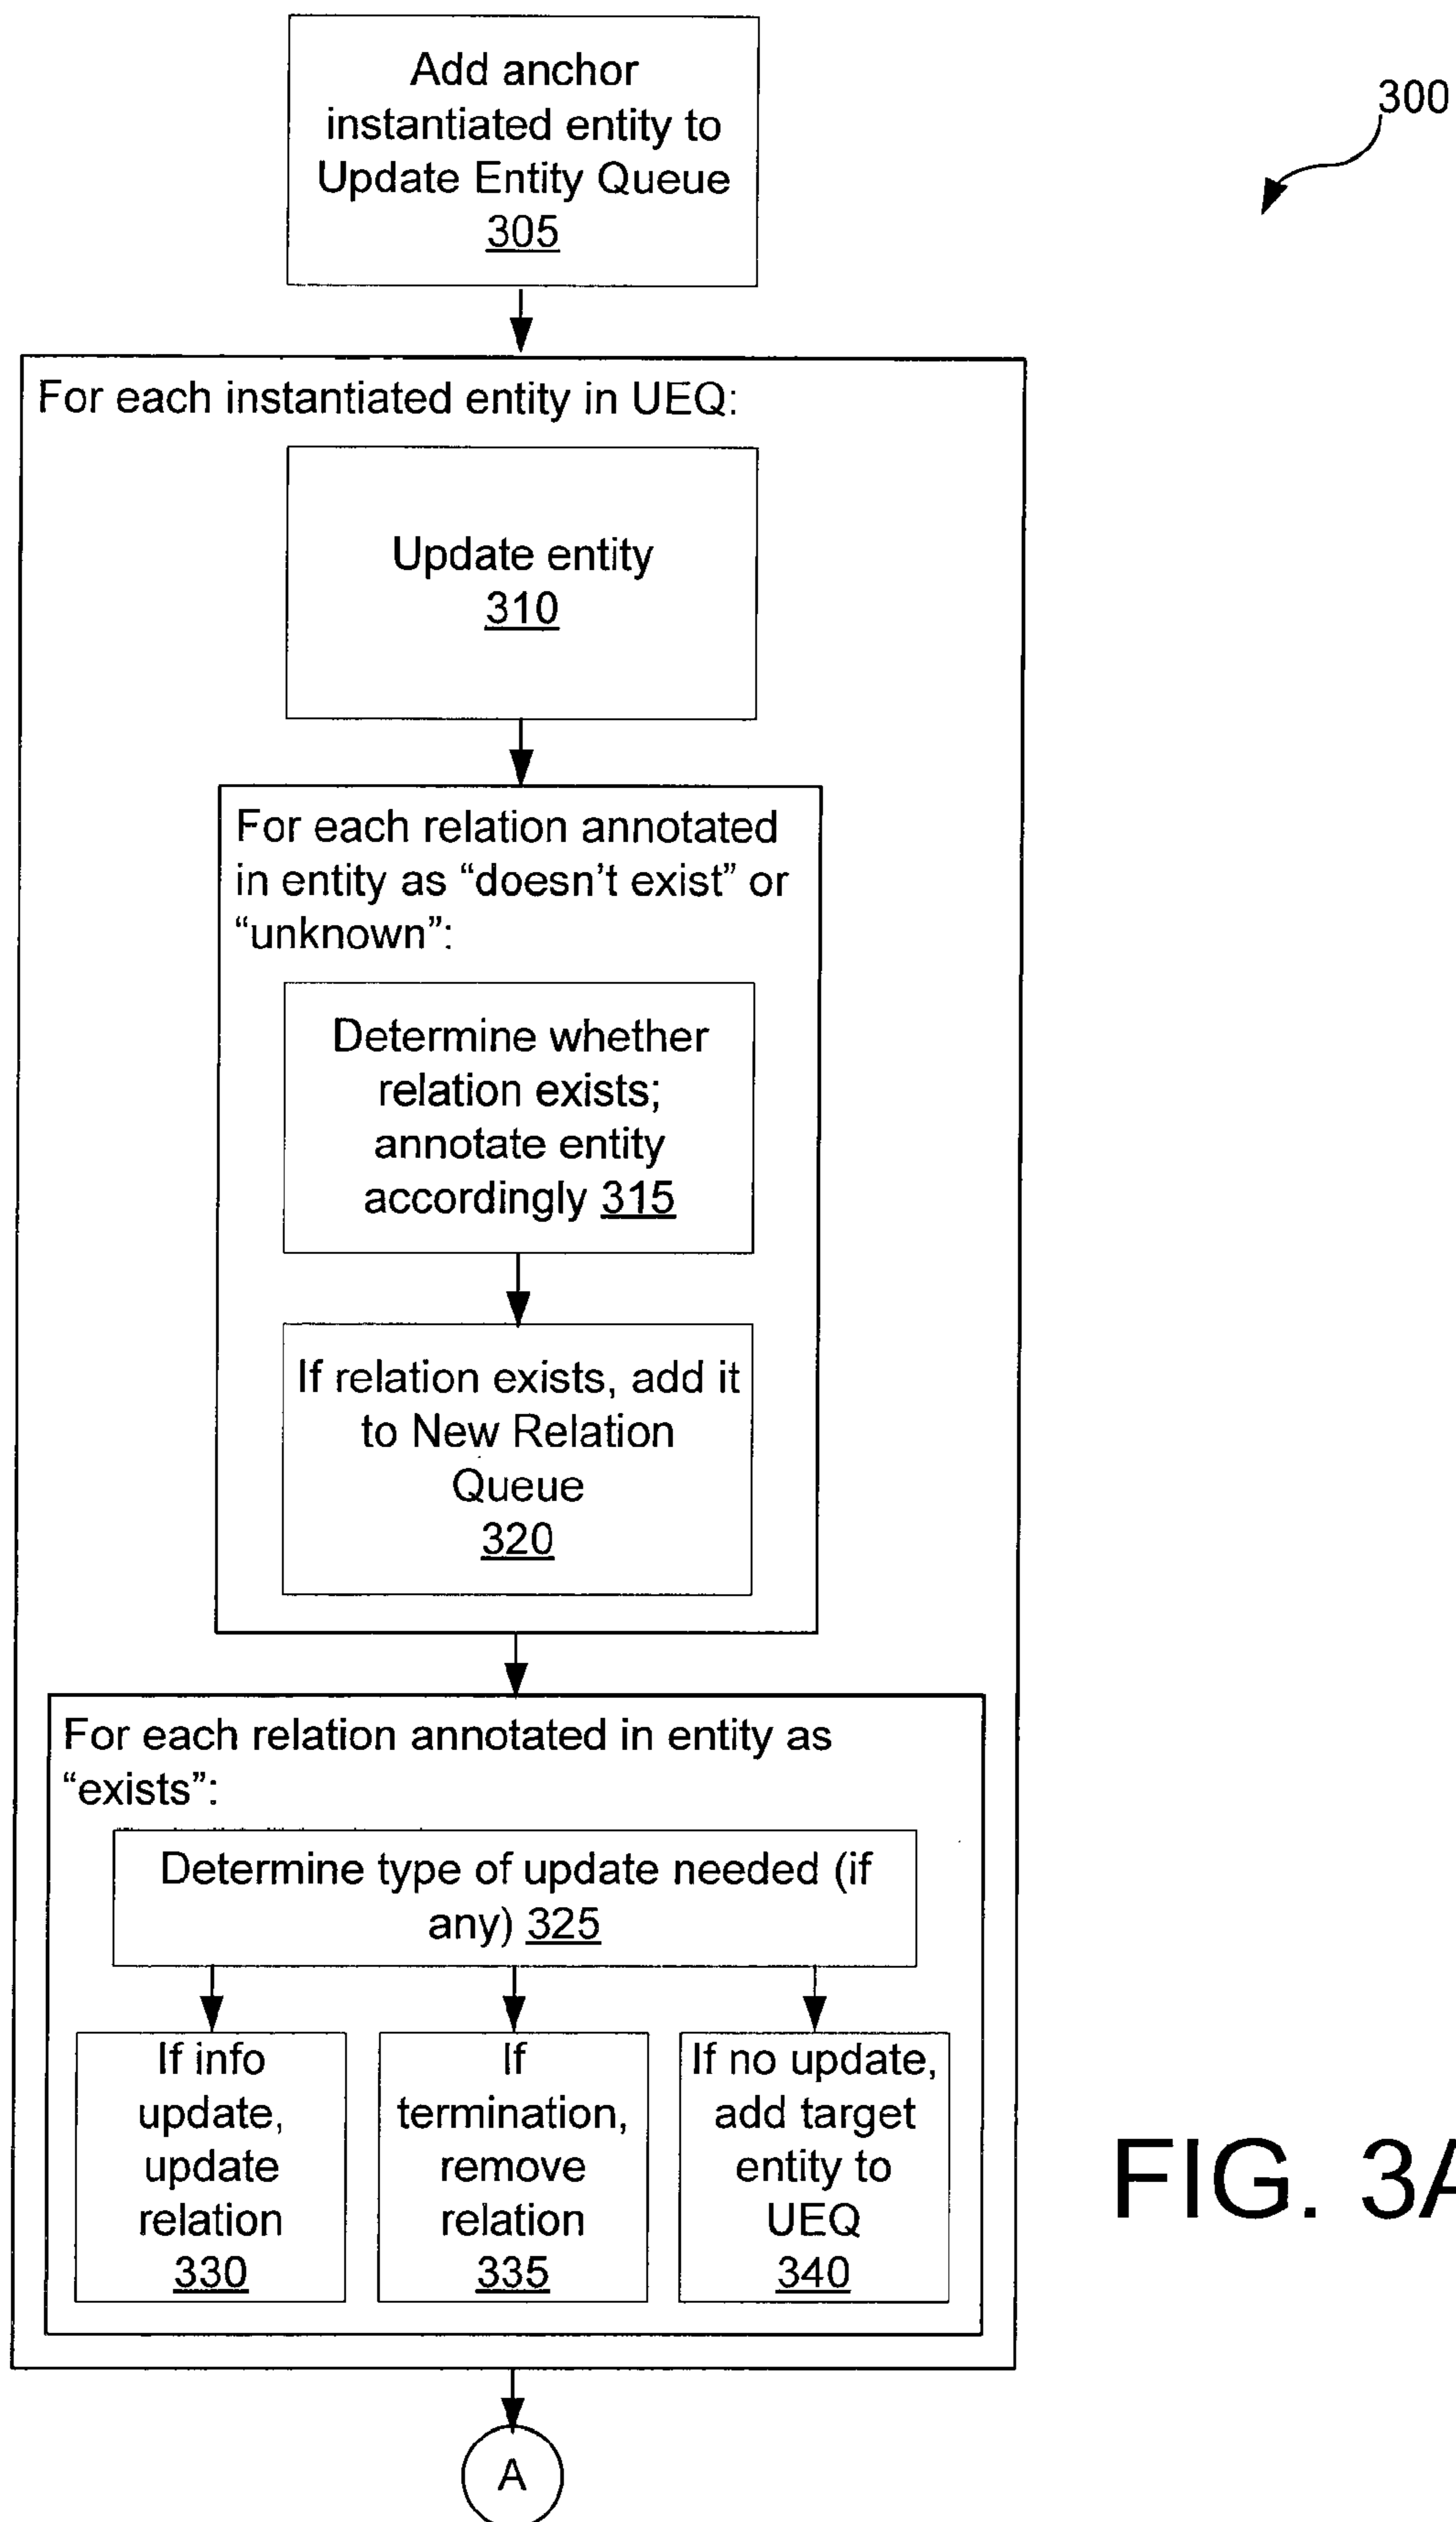 Add anchor
instantiated entity to
Update Entity Queue
305
300
For each instantiated entity in UEQ:
Update entity
310
For each relation annotated
in entity as “doesn’t exist” or
“unknown”:
Determine whether
relation exists;
annotate entity
accordingly 315
If relation exists, add it
to New Relation
Queue
320
For each relation annotated in entity as
“exists”:
Determine type of update needed (if
any) 325
If info
update,
update
relation
330
If
termination,
remove
relation
335
If no update,
add target
entity to
UEQ
340
FIG. 3A
A